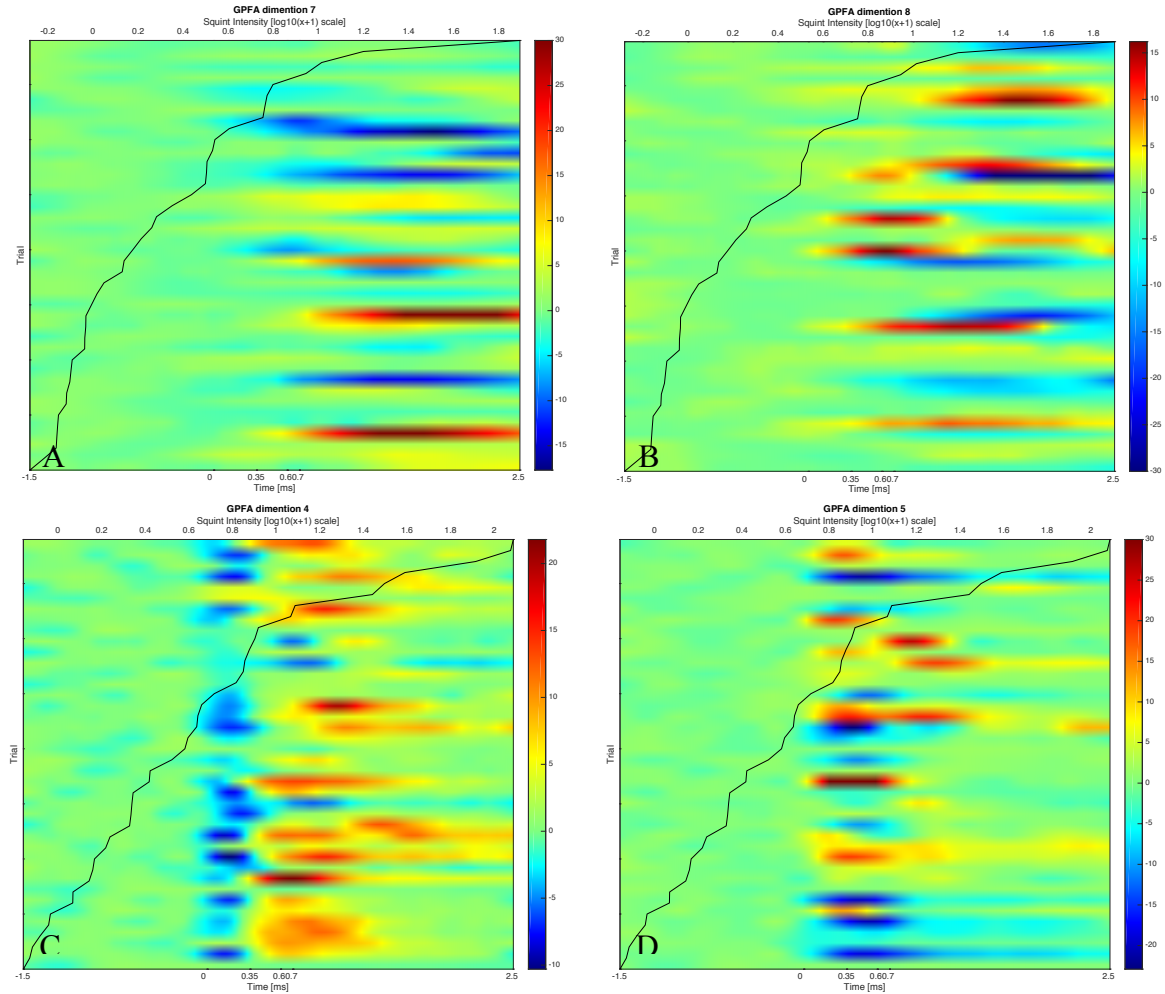 GPFA dimention 7
Squint Intensity [log10(x+1) scale]
-0.2 0 0.2 0.4 0.6 0.8 1 1.2 1.4 1.6 1.8
30
25
20
15
10
5
0
-5
-10
-15
Trial
A
-1.5 0 0.35 0.60.7 2.5
Time [ms]
GPFA dimention 8
Squint Intensity [log10(x+1) scale]
-0.2 0 0.2 0.4 0.6 0.8 1 1.2 1.4 1.6 1.8
15
10
5
0
-5
-10
-15
-20
-25
-30
Trial
B
-1.5 0 0.35 0.60.7 2.5
Time [ms]
GPFA dimention 4
Squint Intensity [log10(x+1) scale]
0 0.2 0.4 0.6 0.8 1 1.2 1.4 1.6 1.8 2
20
15
10
5
0
-5
-10
Trial
C
-1.5 0 0.35 0.60.7 2.5
Time [ms]
GPFA dimention 5
Squint Intensity [log10(x+1) scale]
0 0.2 0.4 0.6 0.8 1 1.2 1.4 1.6 1.8 2
30
25
20
15
10
5
0
-5
-10
-15
-20
Trial
D
-1.5 0 0.35 0.60.7 2.5
Time [ms]